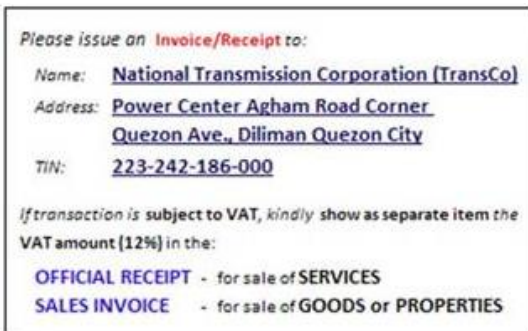 Please issue an Invoice/Receipt to:
Name: National Transmission Corporation (TransCo)
Address: Power Center Agham Road Corner
Quezon Ave., Diliman Quezon City
TIN: 223-242-186-000
If transaction is subject to VAT, kindly show as separate item the
VAT amount (12%) in the:
OFFICIAL RECEIPT - for sale of SERVICES
SALES INVOICE - for sale of GOODS or PROPERTIES